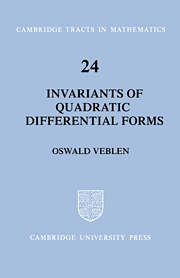 CAMBRIDGE TRACTS IN MATHEMATICS
24
INVARIANTS OF
QUADRATIC
DIFFERENTIAL FORMS
OSWALD VEBLEN
CAMBRIDGE UNIVERSITY PRESS